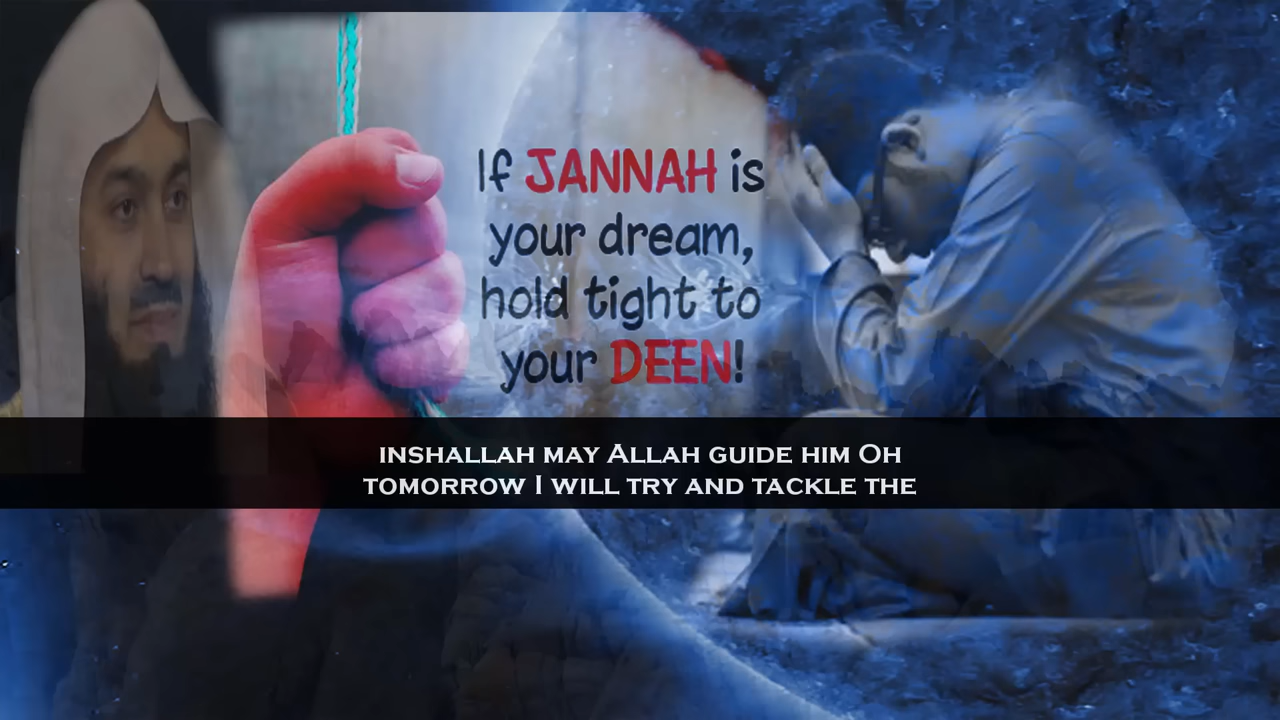 If JANNAH is
your dream,
hold tight to
your DEEN!
INSHALLAH MAY ALLAH GUIDE HIM OH
TOMORROW I WILL TRY AND TACKLE THE